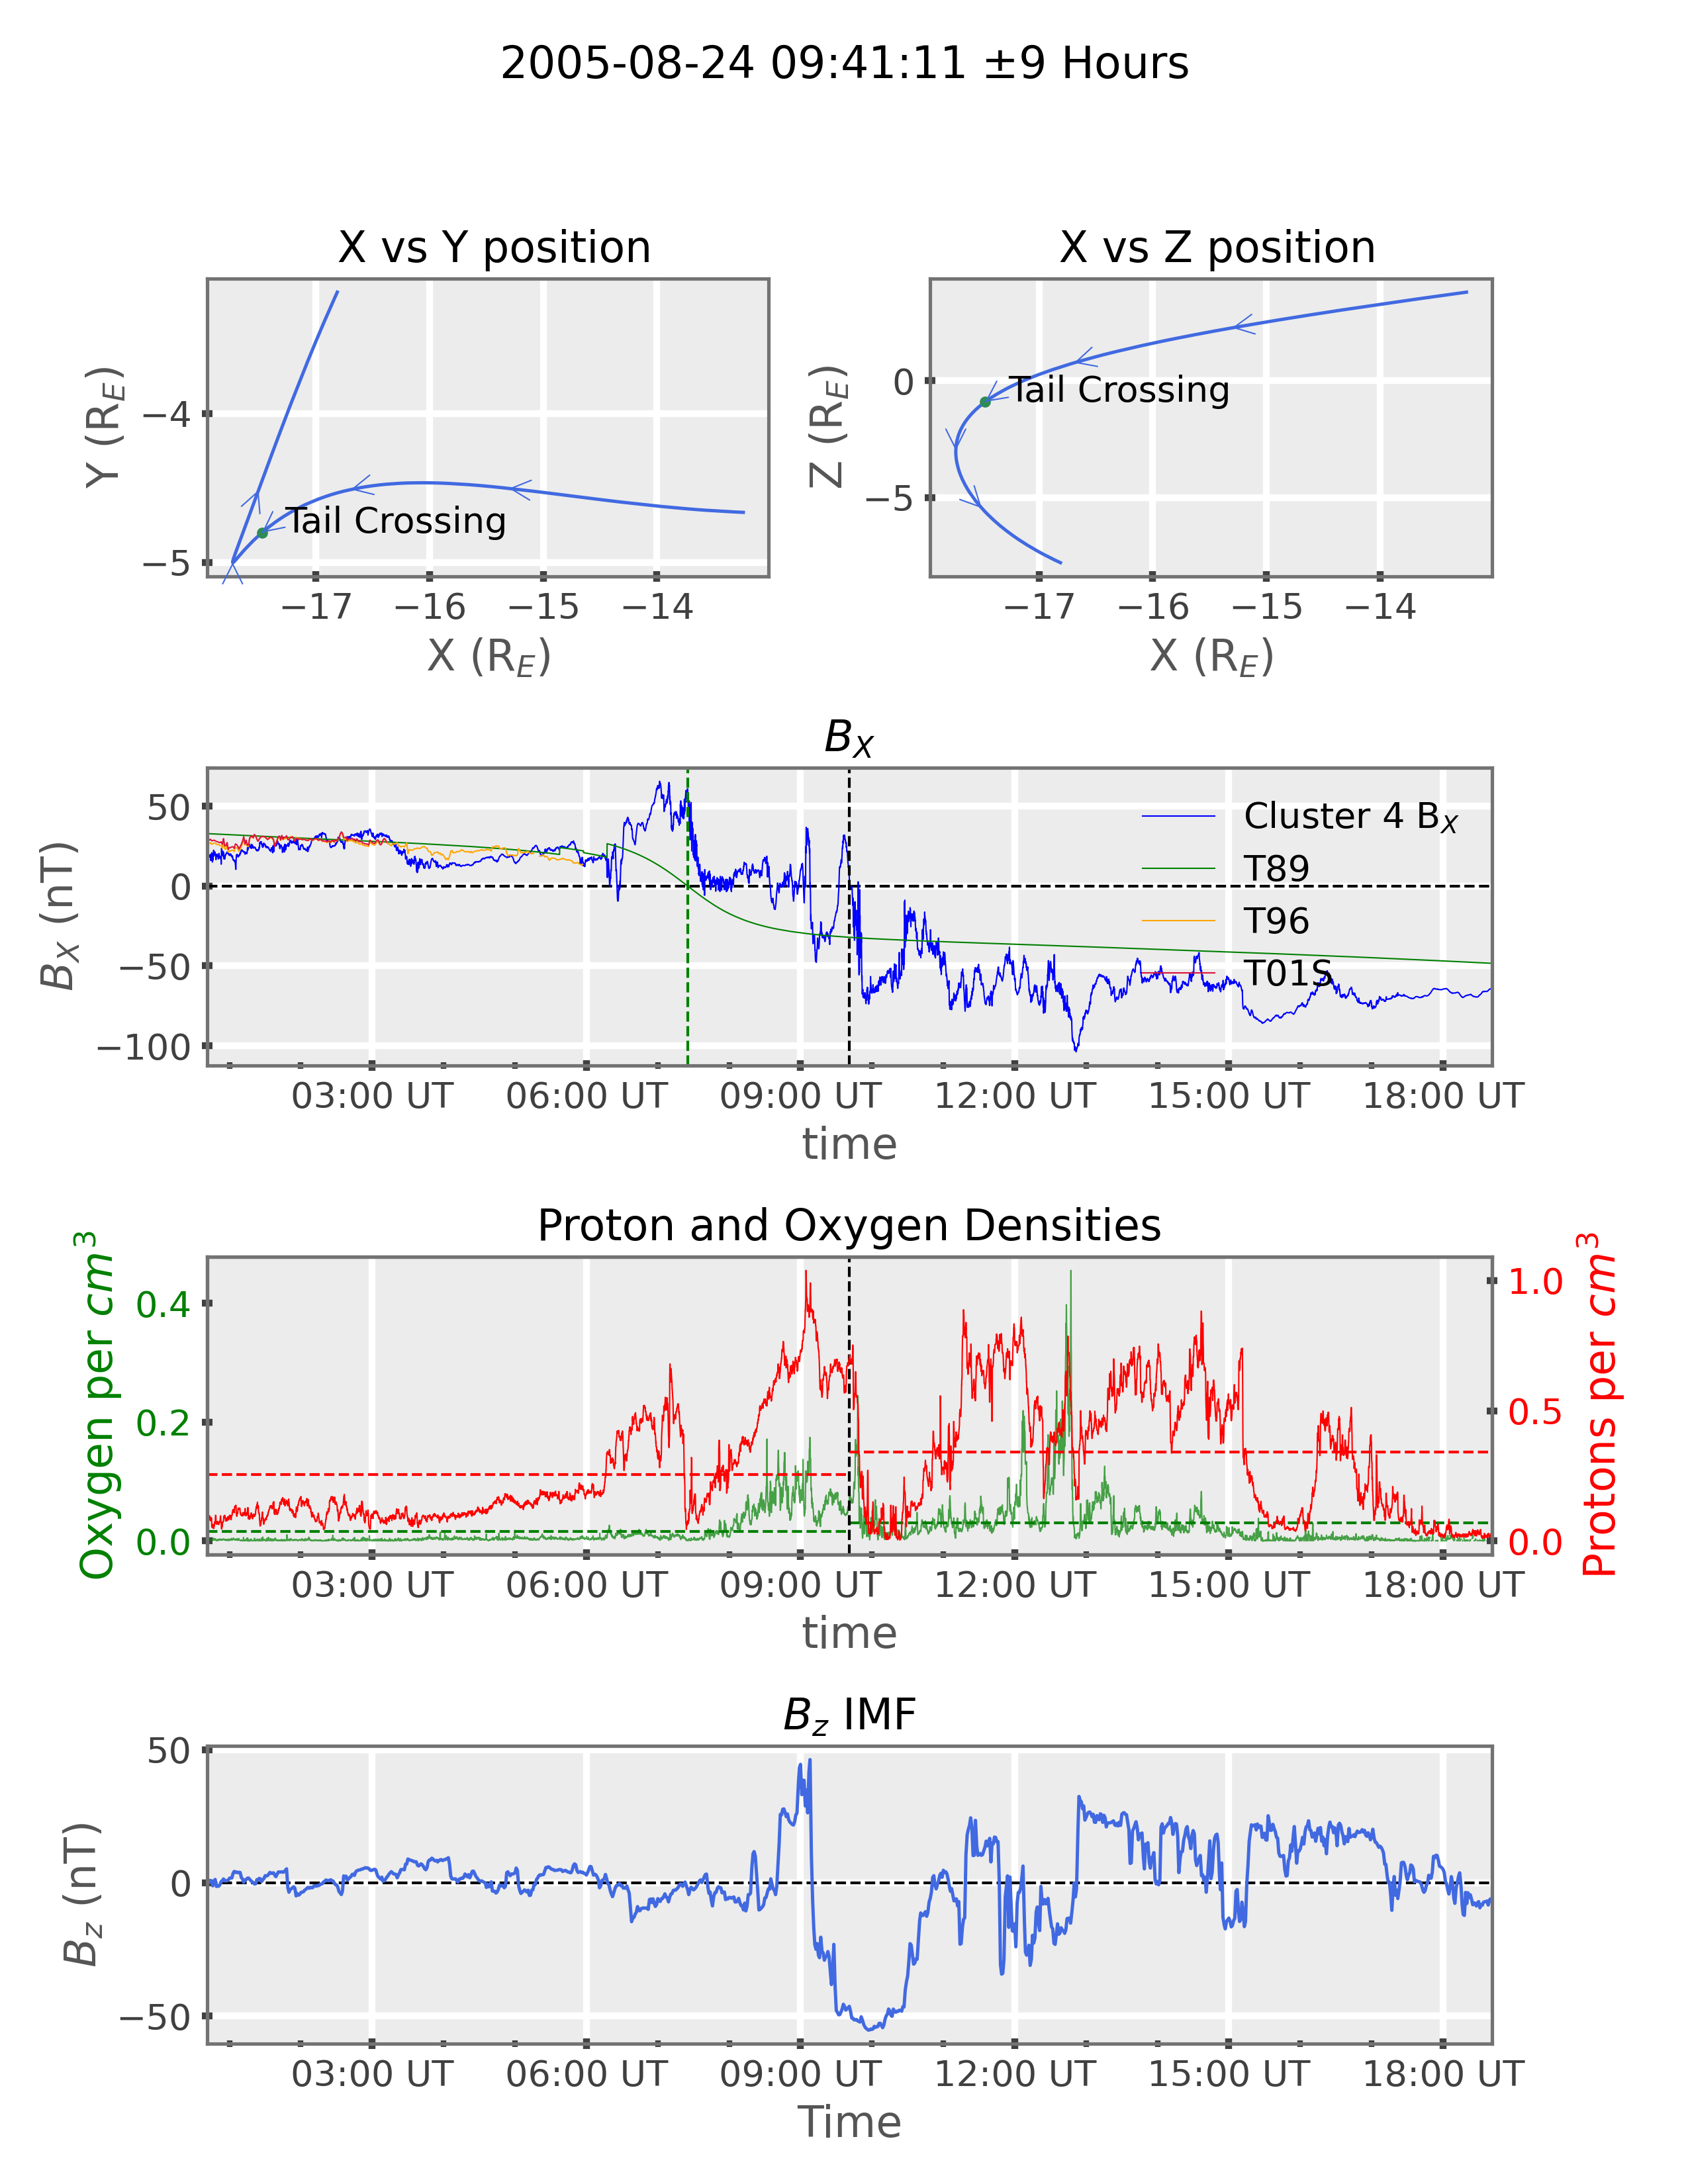 2005-08-24 09:41:11 ±9 Hours
X vs Y position
X vs Z position
Y (R_E)
−4
−5
Tail Crossing
−17
−16
−15
−14
X (R_E)
Z (R_E)
0
−5
Tail Crossing
−17
−16
−15
−14
X (R_E)
B_X
B_X (nT)
50
0
−50
−100
Cluster 4 B_X
T89
T96
T01S
03:00 UT
06:00 UT
09:00 UT
12:00 UT
15:00 UT
18:00 UT
time
Proton and Oxygen Densities
Oxygen per cm^3
0.4
0.2
0.0
1.0
0.5
0.0
Protons per cm^3
03:00 UT
06:00 UT
09:00 UT
12:00 UT
15:00 UT
18:00 UT
time
B_z IMF
B_z (nT)
50
0
−50
03:00 UT
06:00 UT
09:00 UT
12:00 UT
15:00 UT
18:00 UT
Time